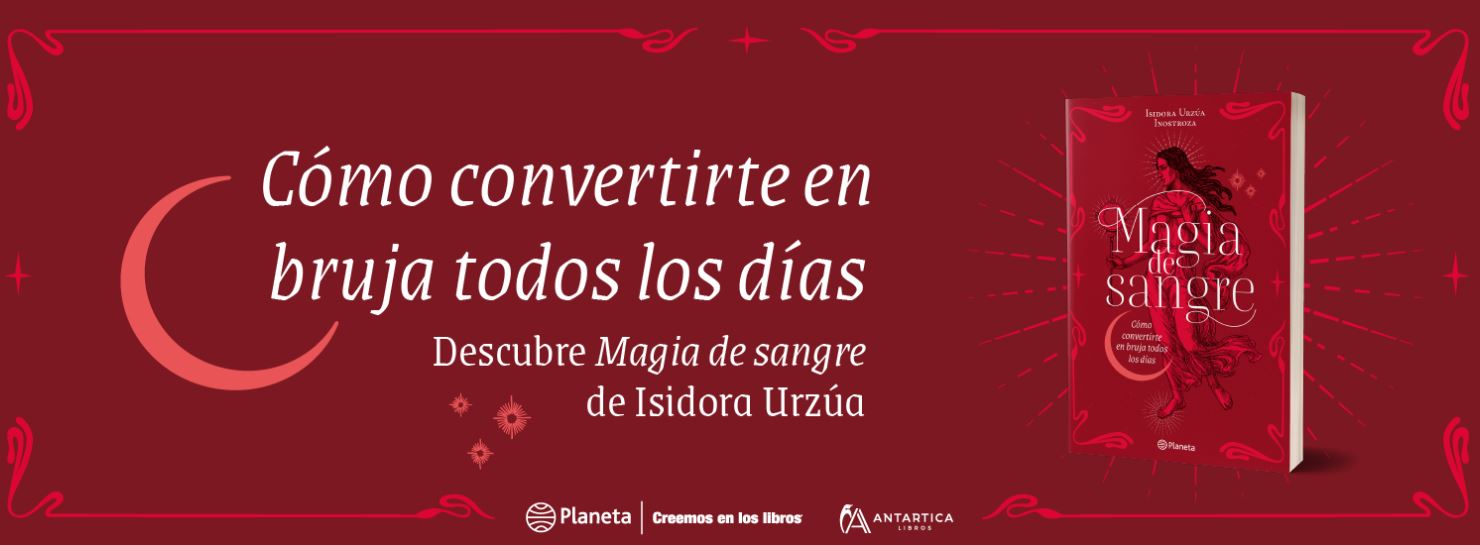 Cómo convertirte en
bruja todos los días
Descubre Magia de sangre
de Isidora Urzúa
Isidora Urzúa
Inostroza
Magia
de
sangre
Cómo
convertirte
en bruja todos
los días
Planeta
Planeta
Creemos en los libros
ANTARTICA
LIBROS